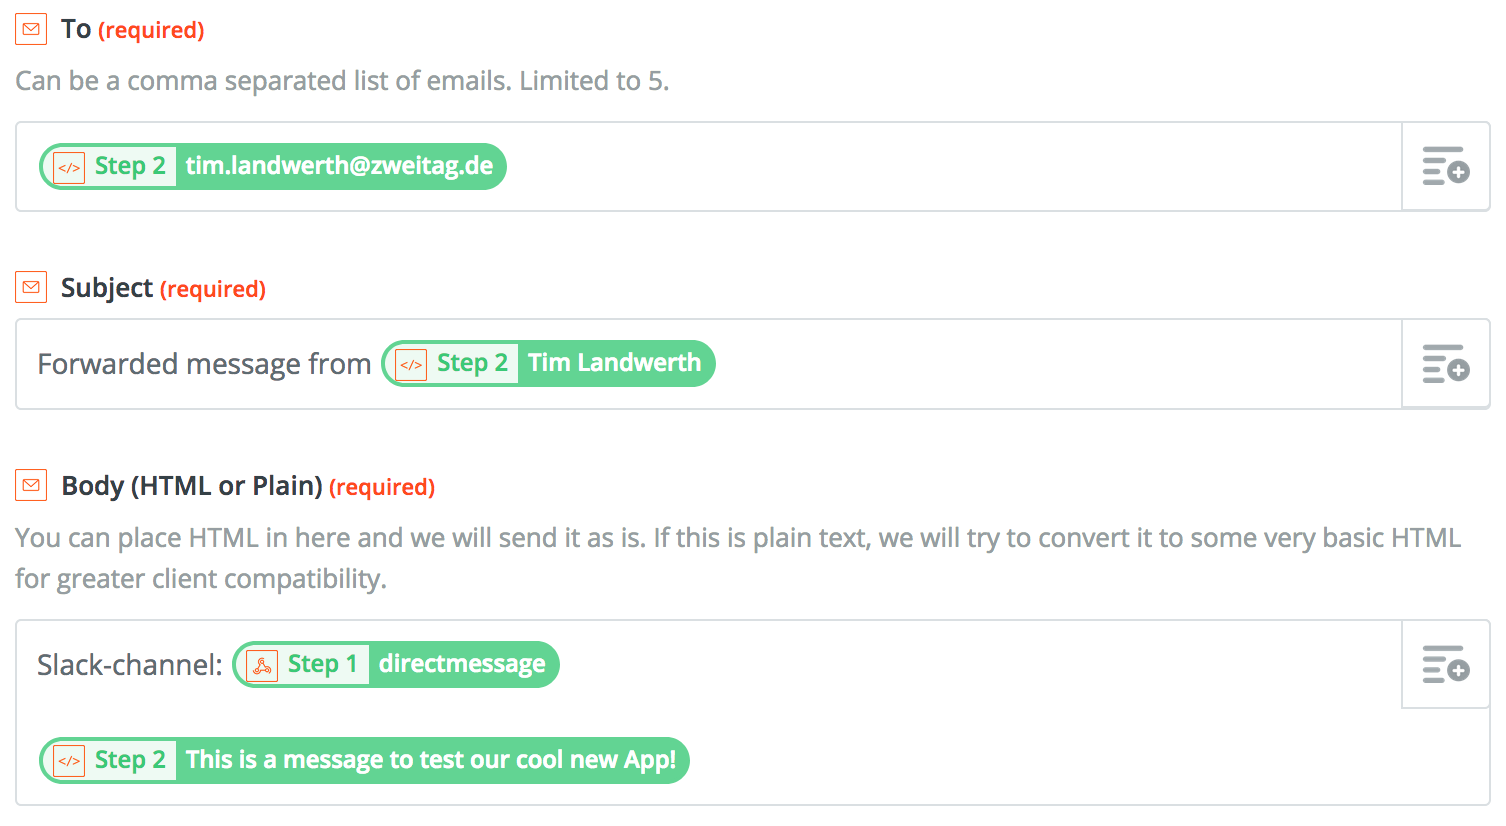 To (required)
Can be a comma separated list of emails. Limited to 5.
</> Step 2 tim.landwerth@zweitag.de
Subject (required)
Forwarded message from </> Step 2 Tim Landwerth
Body (HTML or Plain) (required)
You can place HTML in here and we will send it as is. If this is plain text, we will try to convert it to some very basic HTML
for greater client compatibility.
Slack-channel: Step 1 directmessage
</> Step 2 This is a message to test our cool new App!